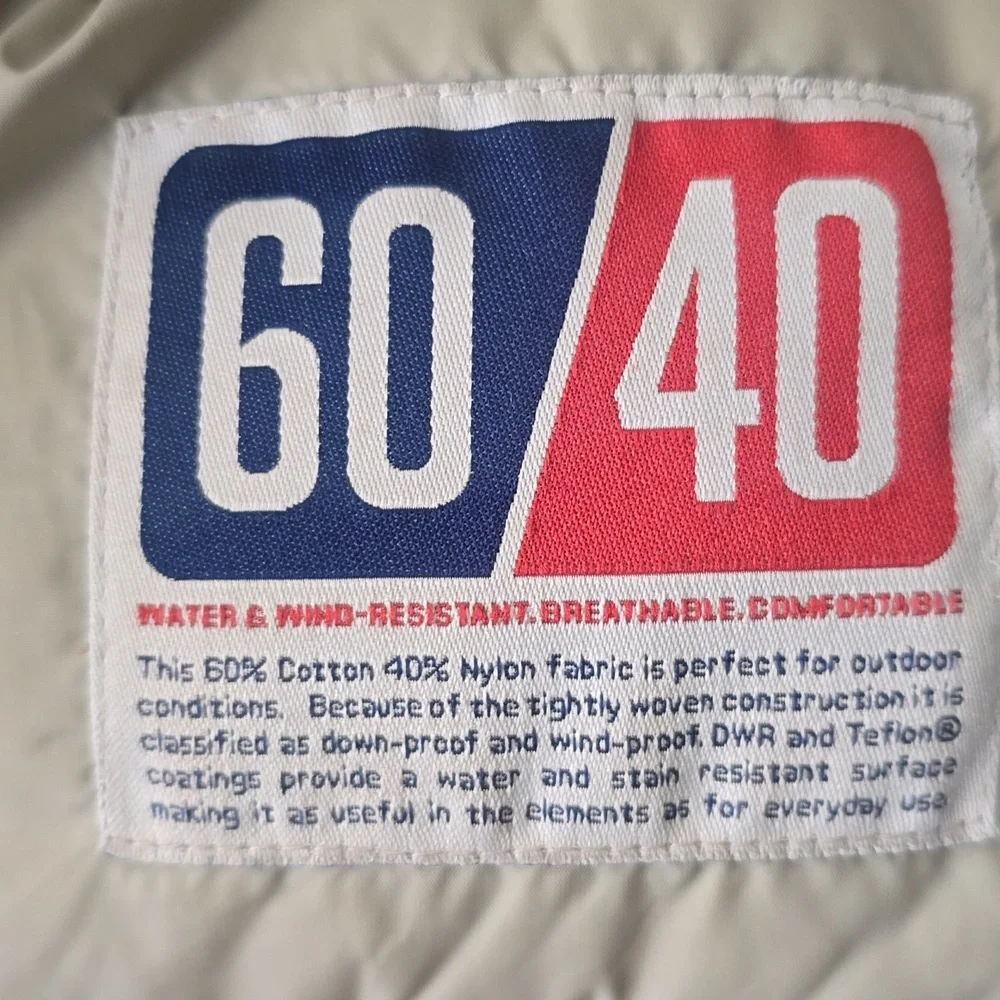 60/40
WATER & WIND-RESISTANT. BREATHABLE. COMFORTABLE
This 60% Cotton 40% Nylon fabric is perfect for outdoor
conditions. Because of the tightly woven construction it is
classified as down-proof and wind-proof. DWR and Teflon®
coatings provide a water and stain resistant surface
making it as useful in the elements as for everyday use